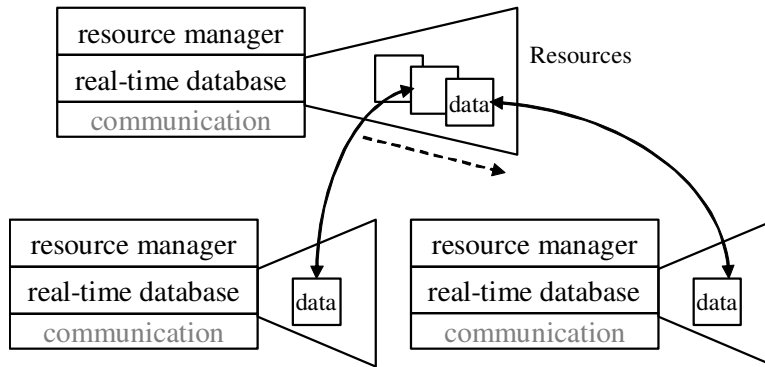 resource manager
real-time database
communication
Resources
data
resource manager
real-time database
communication
data
resource manager
real-time database
communication
data